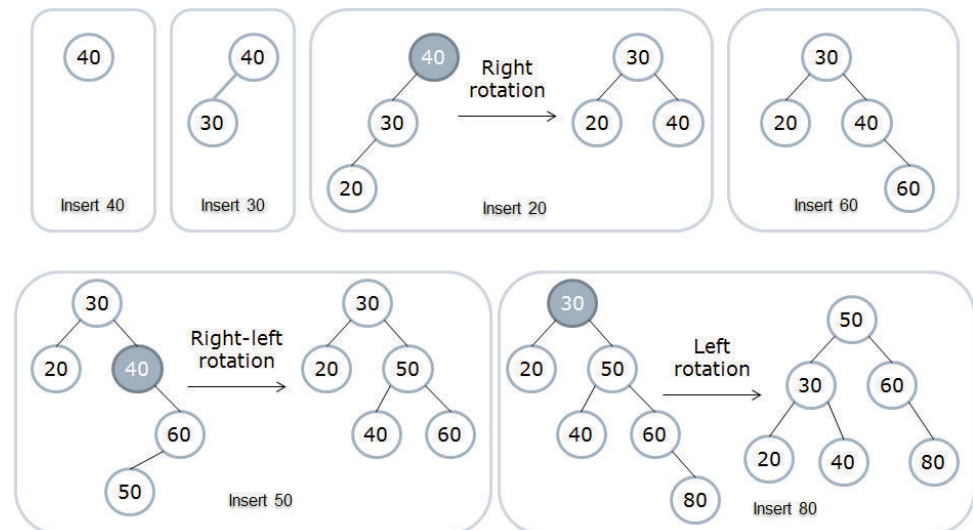 40
Insert 40
40
30
Insert 30
40
30
20
Right
rotation
30
20 40
Insert 20
30
20 40
60
Insert 60
30
20 40
60
50
Right-left
rotation
30
20 50
40 60
Insert 50
30
20 50
40 60
80
Left
rotation
50
30 60
20 40 80
Insert 80